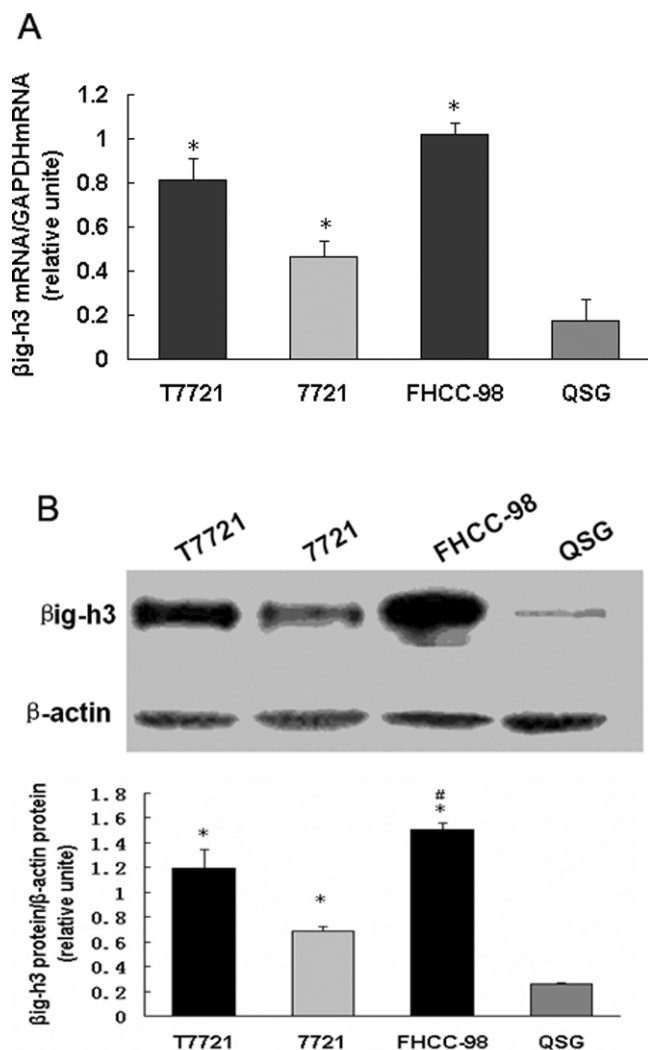 A
βig-h3 mRNA/GAPDHmRNA
(relative unite)
1.2
1
0.8
0.6
0.4
0.2
0
*
*
*
T7721 7721 FHCC-98 QSG
B
T7721 7721 FHCC-98 QSG
βig-h3
β-actin
βig-h3 protein/β-actin protein
(relative unite)
1.8
1.6
1.4
1.2
1
0.8
0.6
0.4
0.2
0
*
*
#
*
T7721 7721 FHCC-98 QSG